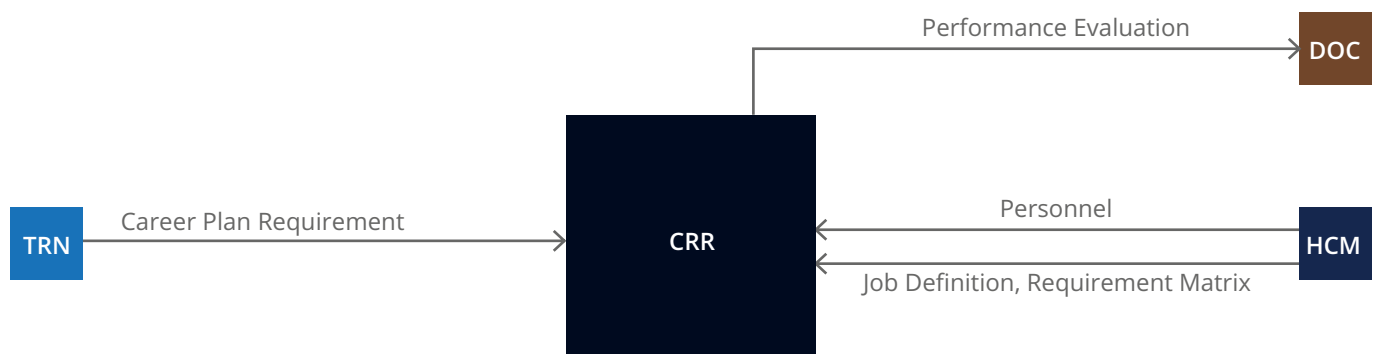 Performance Evaluation
DOC
Career Plan Requirement
Personnel
TRN
CRR
HCM
Job Definition, Requirement Matrix